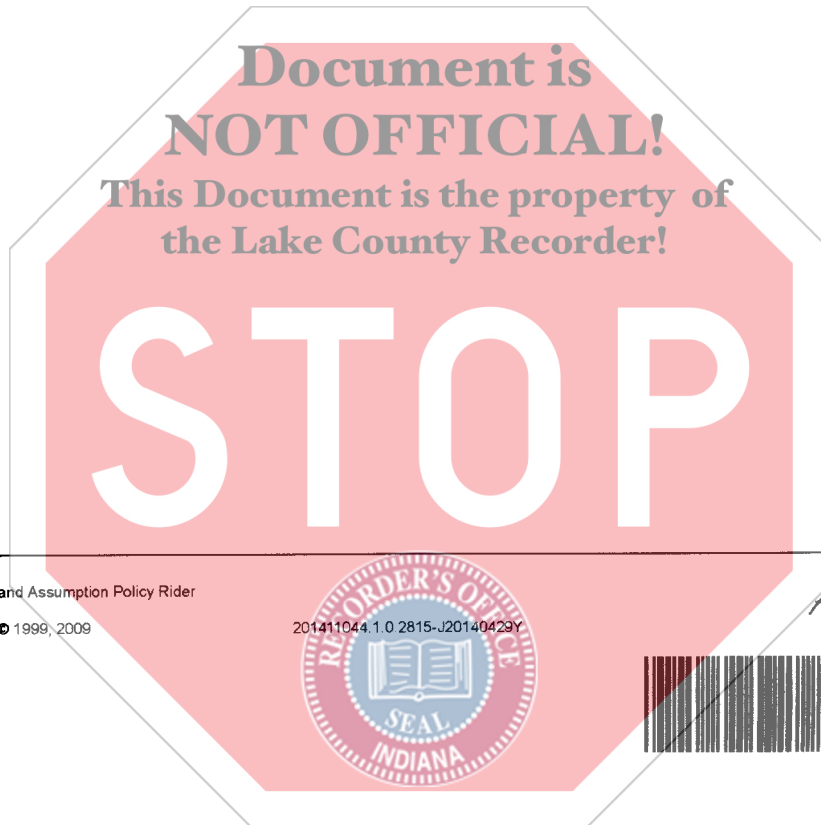 Document is
NOT OFFICIAL!
This Document is the property of
the Lake County Recorder!
STOP
and Assumption Policy Rider
© 1999, 2009
201411044.1.0.2815-J20140429Y
RECORDER'S OFFICE
SEAL
INDIANA